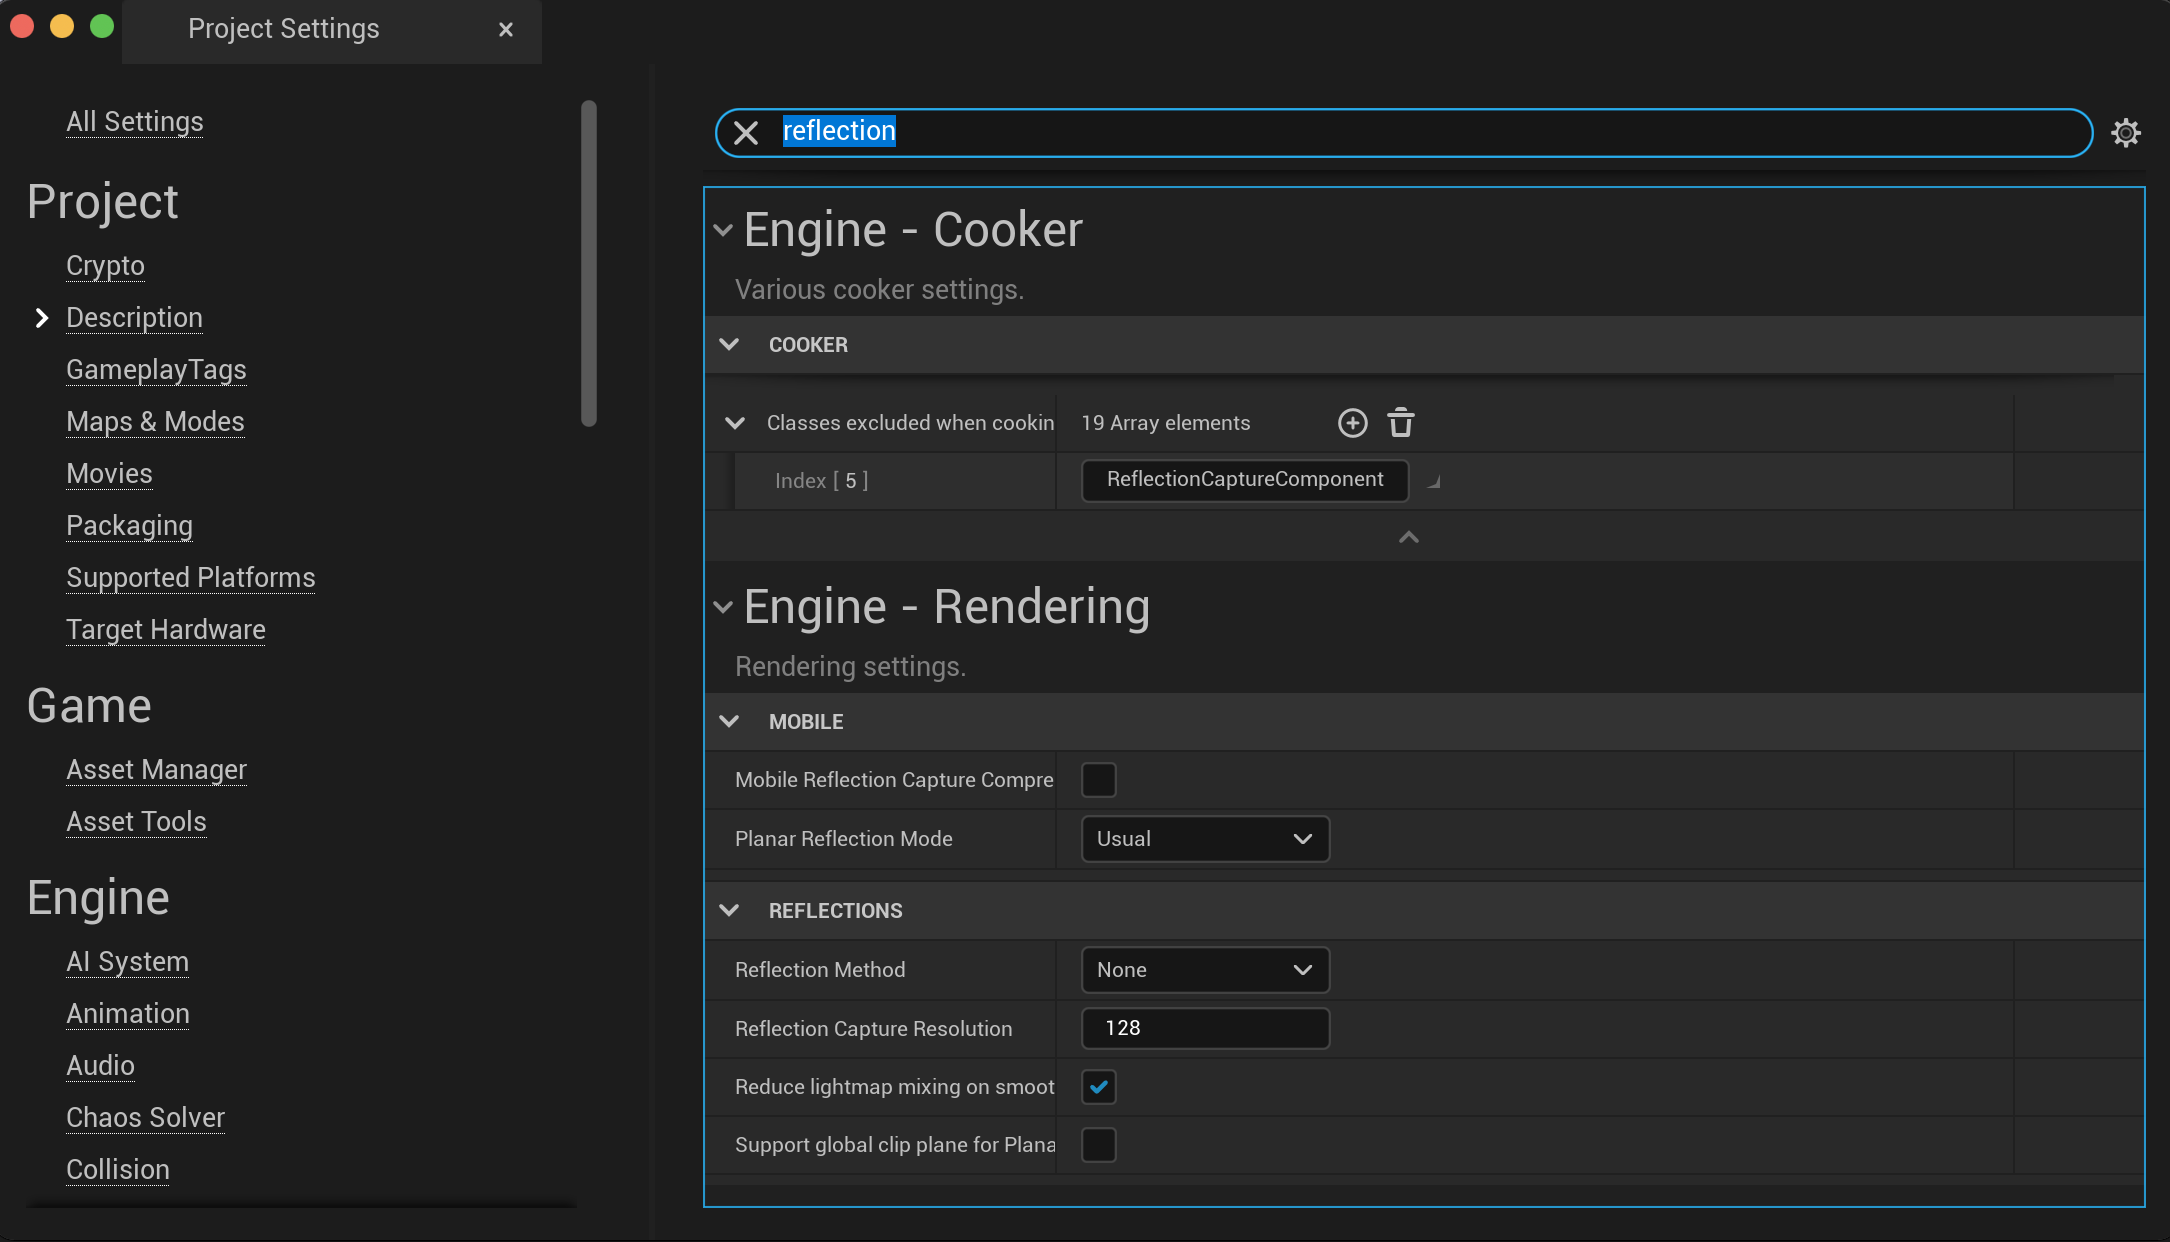 Project Settings
All Settings
Project
Crypto
Description
GameplayTags
Maps & Modes
Movies
Packaging
Supported Platforms
Target Hardware
Game
Asset Manager
Asset Tools
Engine
AI System
Animation
Audio
Chaos Solver
Collision
reflection
Engine - Cooker
Various cooker settings.
COOKER
Classes excluded when cookin 19 Array elements
Index [ 5 ] ReflectionCaptureComponent
Engine - Rendering
Rendering settings.
MOBILE
Mobile Reflection Capture Compre
Planar Reflection Mode Usual
REFLECTIONS
Reflection Method None
Reflection Capture Resolution 128
Reduce lightmap mixing on smoot
Support global clip plane for Plana